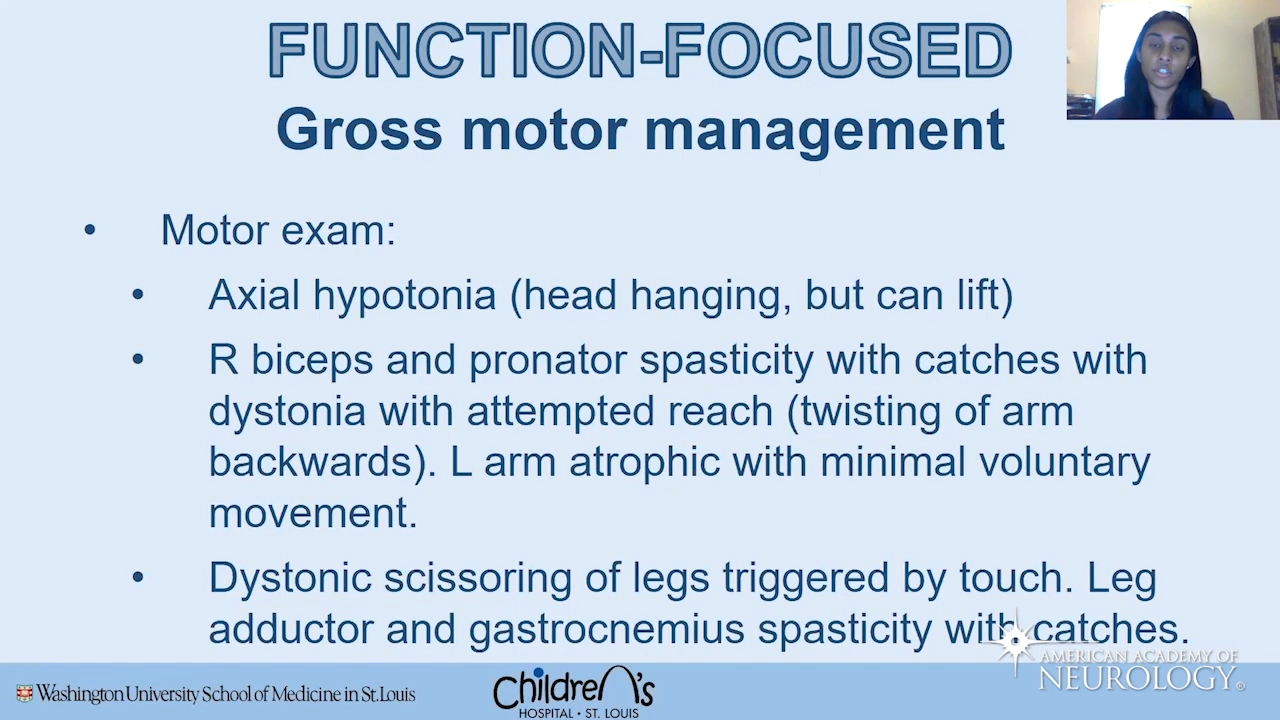 FUNCTION-FOCUSED
Gross motor management
• Motor exam:
• Axial hypotonia (head hanging, but can lift)
• R biceps and pronator spasticity with catches with
dystonia with attempted reach (twisting of arm
backwards). L arm atrophic with minimal voluntary
movement.
• Dystonic scissoring of legs triggered by touch. Leg
adductor and gastrocnemius spasticity with catches.
AMERICAN ACADEMY OF
NEUROLOGY®
Washington University School of Medicine in St. Louis
Children's
HOSPITAL • ST. LOUIS